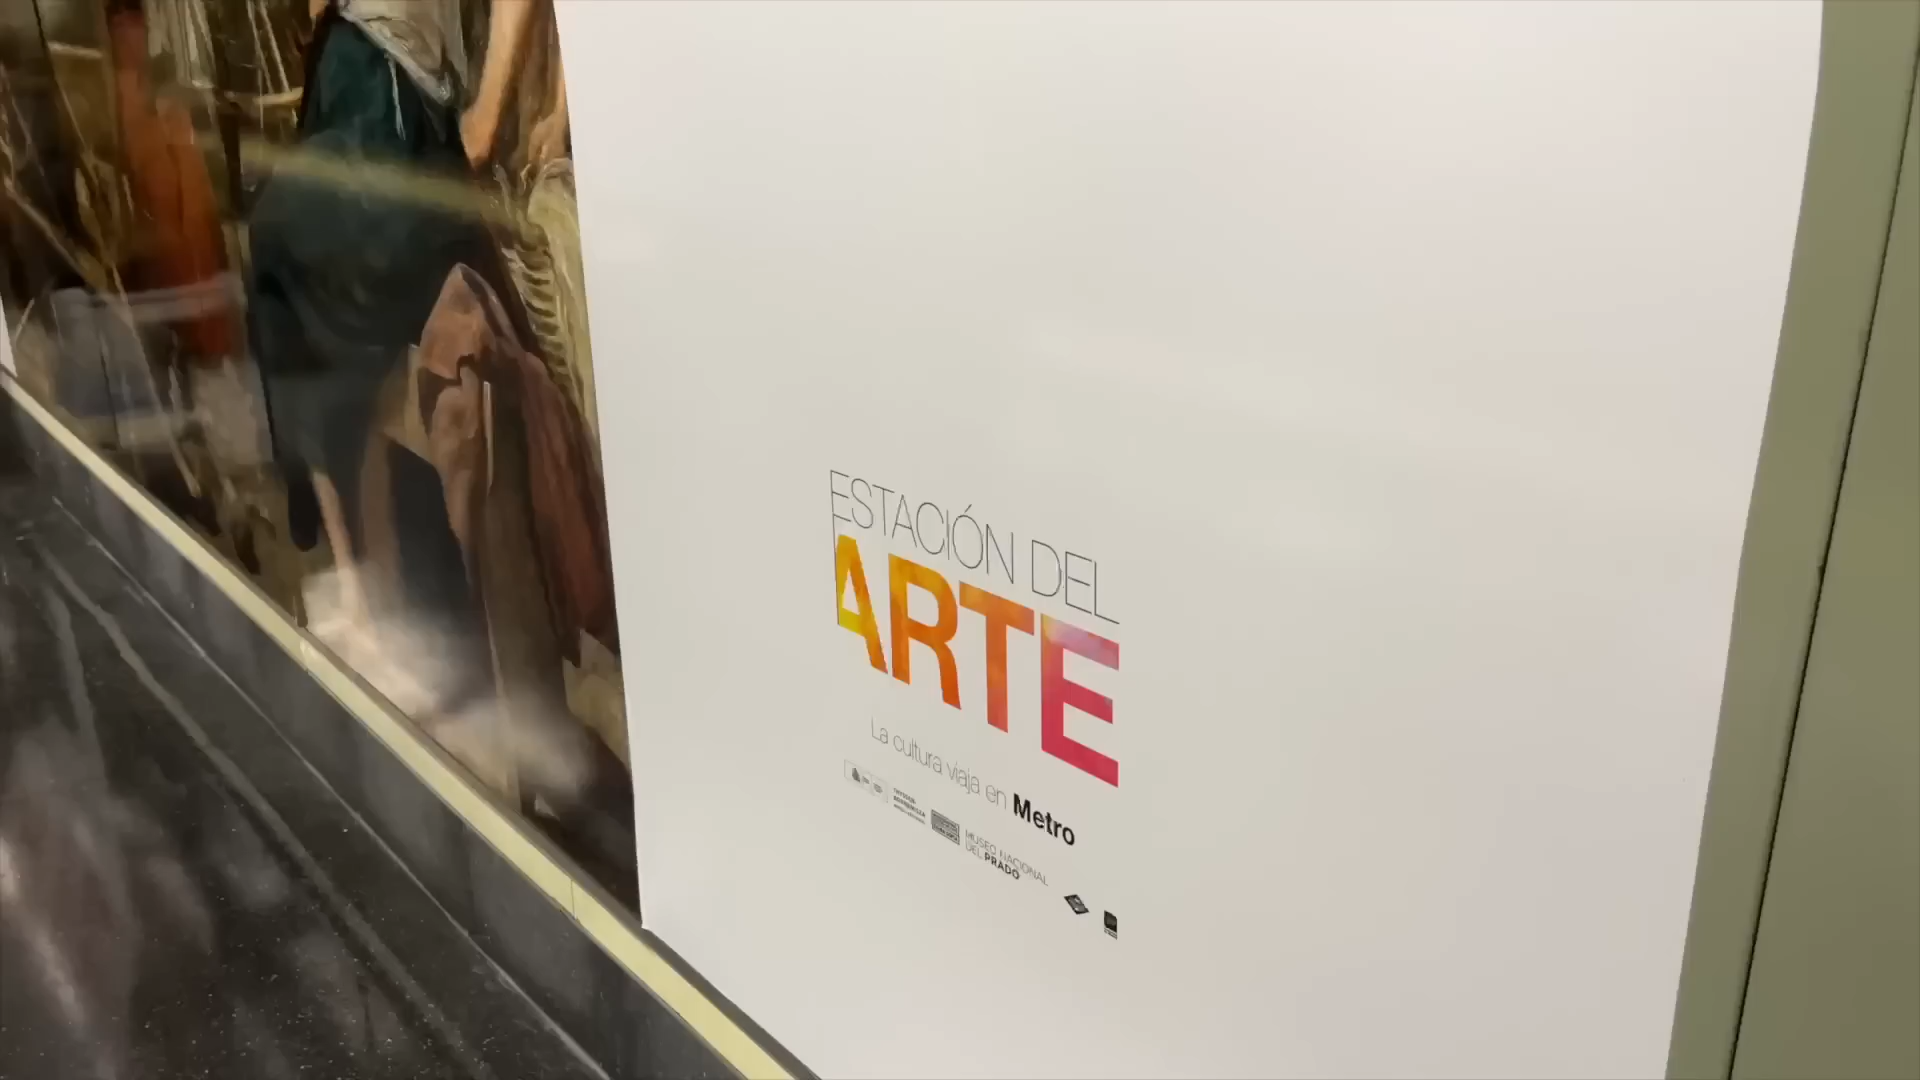 ESTACIÓN DEL
ARTE
La cultura viaja en Metro
MUSEO NACIONAL
DEL PRADO